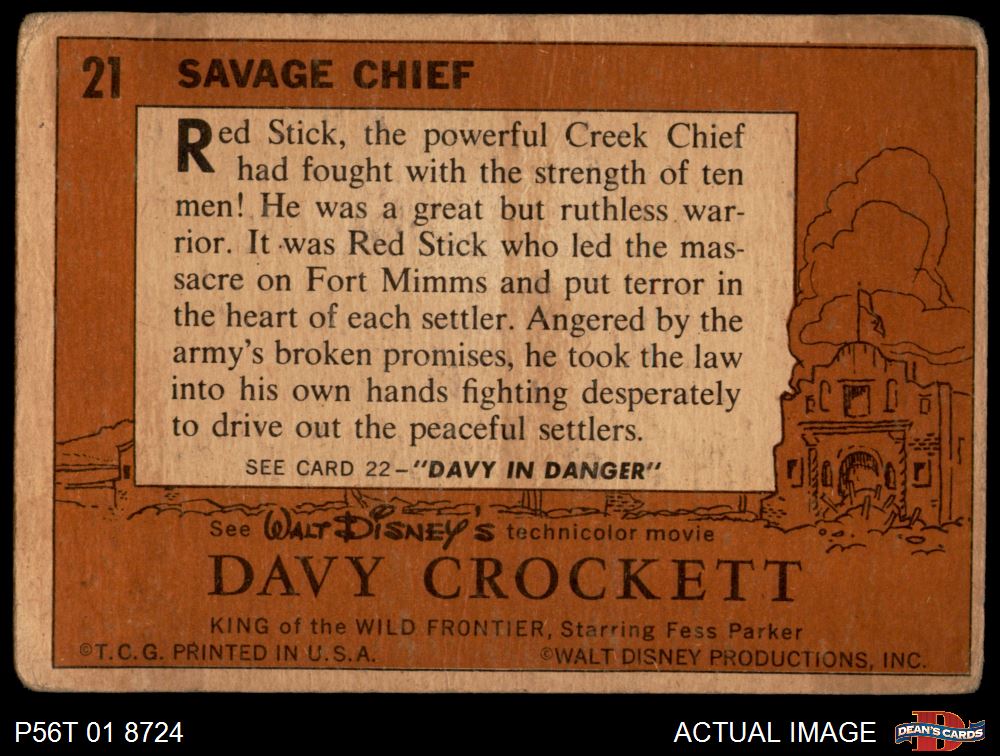 21 SAVAGE CHIEF
Red Stick, the powerful Creek Chief
had fought with the strength of ten
men! He was a great but ruthless war-
rior. It was Red Stick who led the mas-
sacre on Fort Mimms and put terror in
the heart of each settler. Angered by the
army's broken promises, he took the law
into his own hands fighting desperately
to drive out the peaceful settlers.
SEE CARD 22–"DAVY IN DANGER"
See WALT DISNEY'S technicolor movie
DAVY CROCKETT
KING of the WILD FRONTIER, Starring Fess Parker
©T.C.G. PRINTED IN U.S.A. ©WALT DISNEY PRODUCTIONS, INC.
P56T 01 8724 ACTUAL IMAGE DEAN'S CARDS